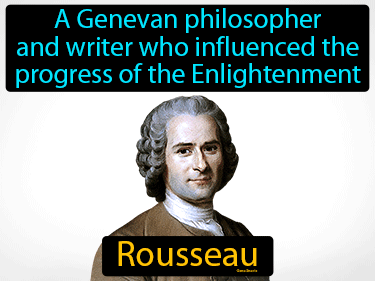 A Genevan philosopher
and writer who influenced the
progress of the Enlightenment
Rousseau